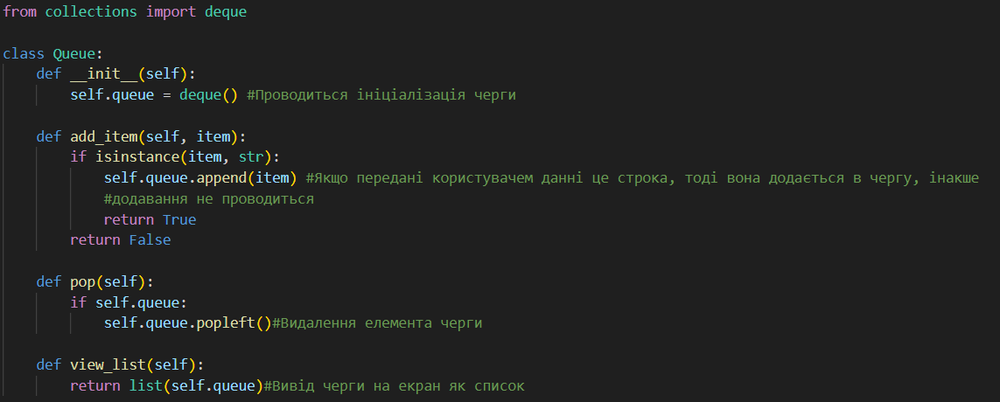 from collections import deque
class Queue:
def __init__(self):
self.queue = deque() #Проводиться ініціалізація черги
def add_item(self, item):
if isinstance(item, str):
self.queue.append(item) #Якщо передані користувачем данні це строка, тоді вона додається в чергу, інакше
#додавання не проводиться
return True
return False
def pop(self):
if self.queue:
self.queue.popleft()#Видалення елемента черги
def view_list(self):
return list(self.queue)#Вивід черги на екран як список